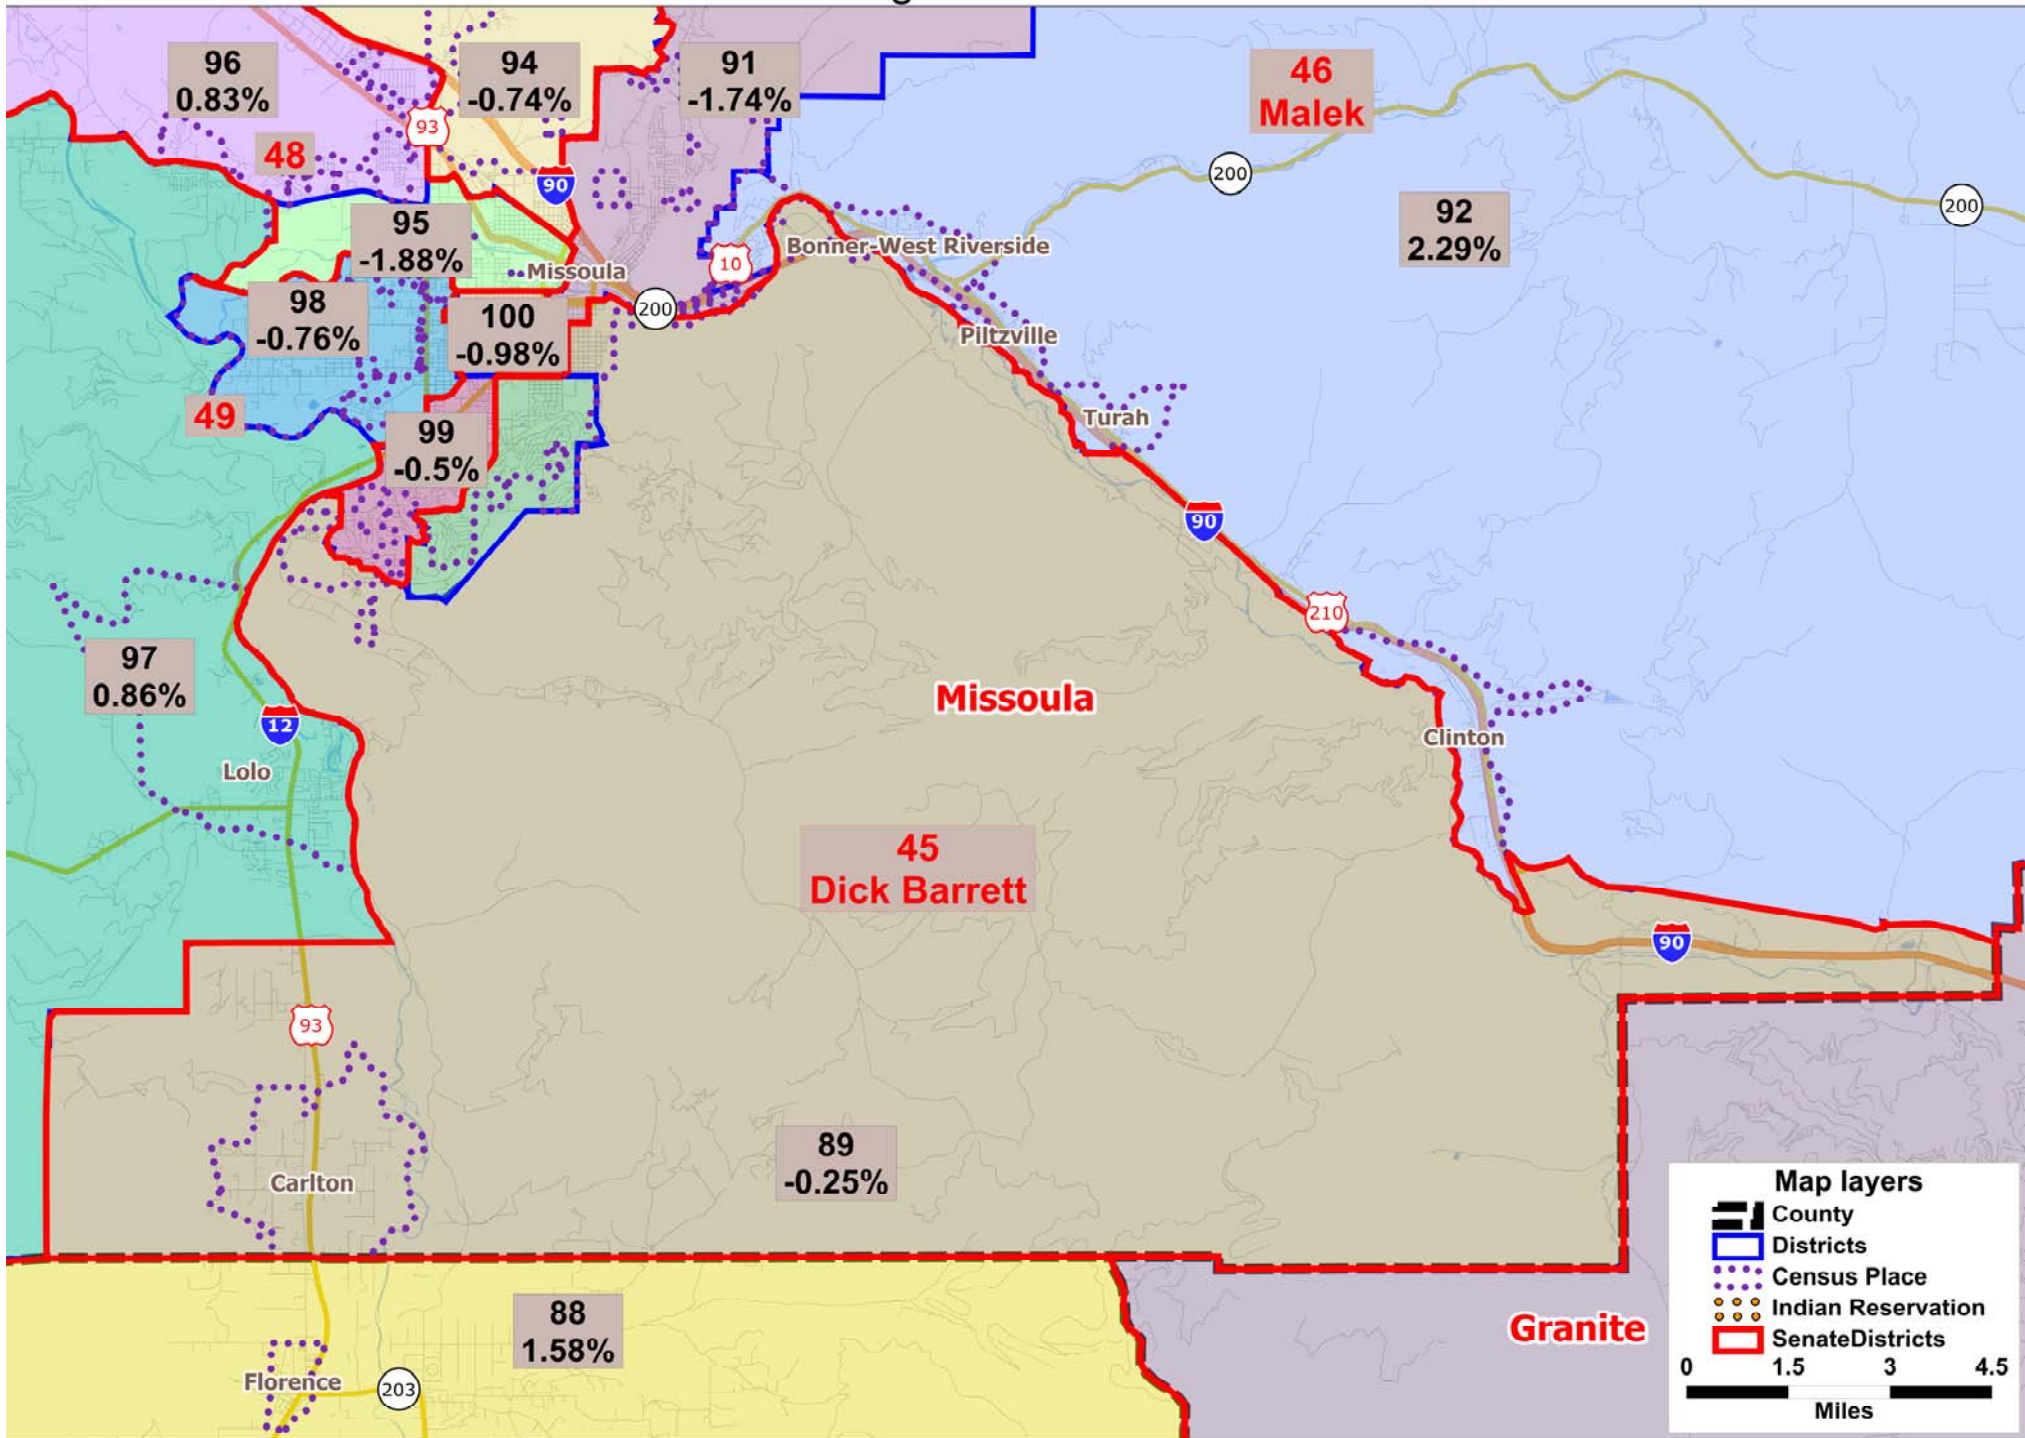 96
0.83%
94
-0.74%
91
-1.74%
46
Malek
93
48
90
200
200
95
-1.88%
92
2.29%
Bonner-West Riverside
10
Missoula
98
-0.76%
100
-0.98%
200
Piltzville
49
99
-0.5%
Turah
90
210
97
0.86%
Missoula
12
Clinton
Lolo
45
Dick Barrett
90
93
89
-0.25%
Carlton
88
1.58%
Granite
Florence
203
Map layers
County
Districts
Census Place
Indian Reservation
SenateDistricts
0 1.5 3 4.5
Miles